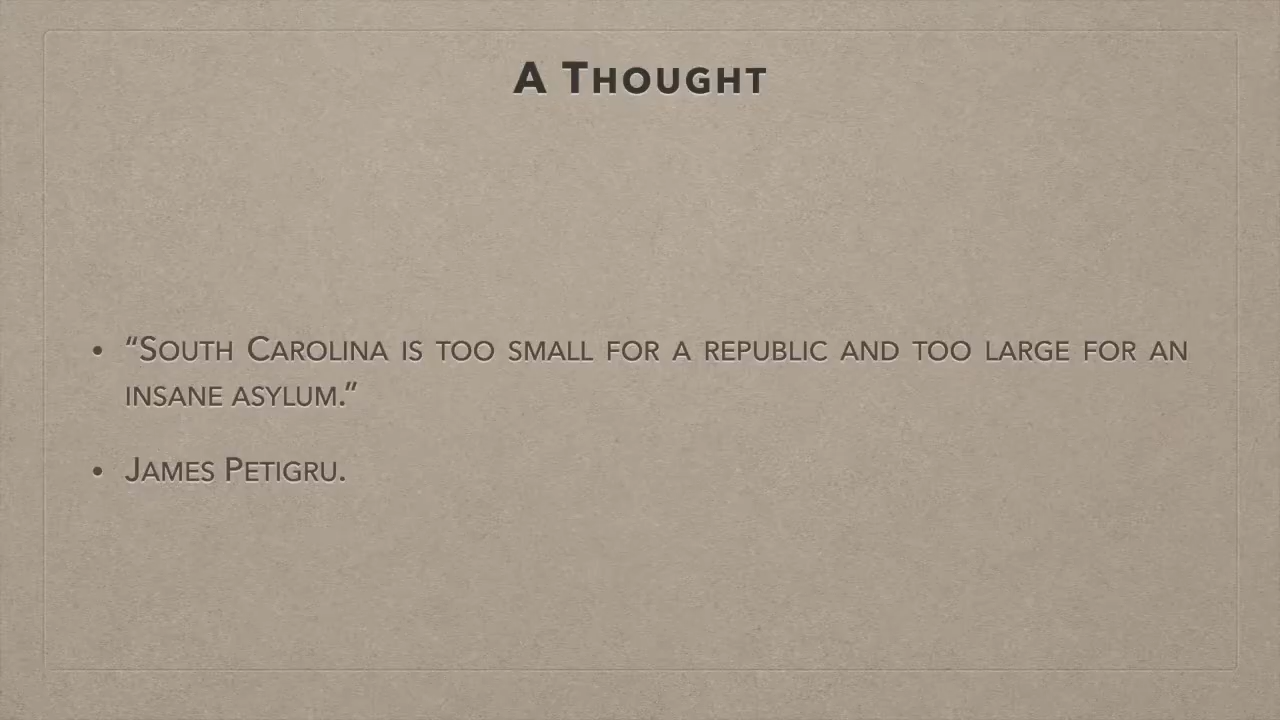 A Thought
• “South Carolina is too small for a republic and too large for an
insane asylum.”
• James Petigru.